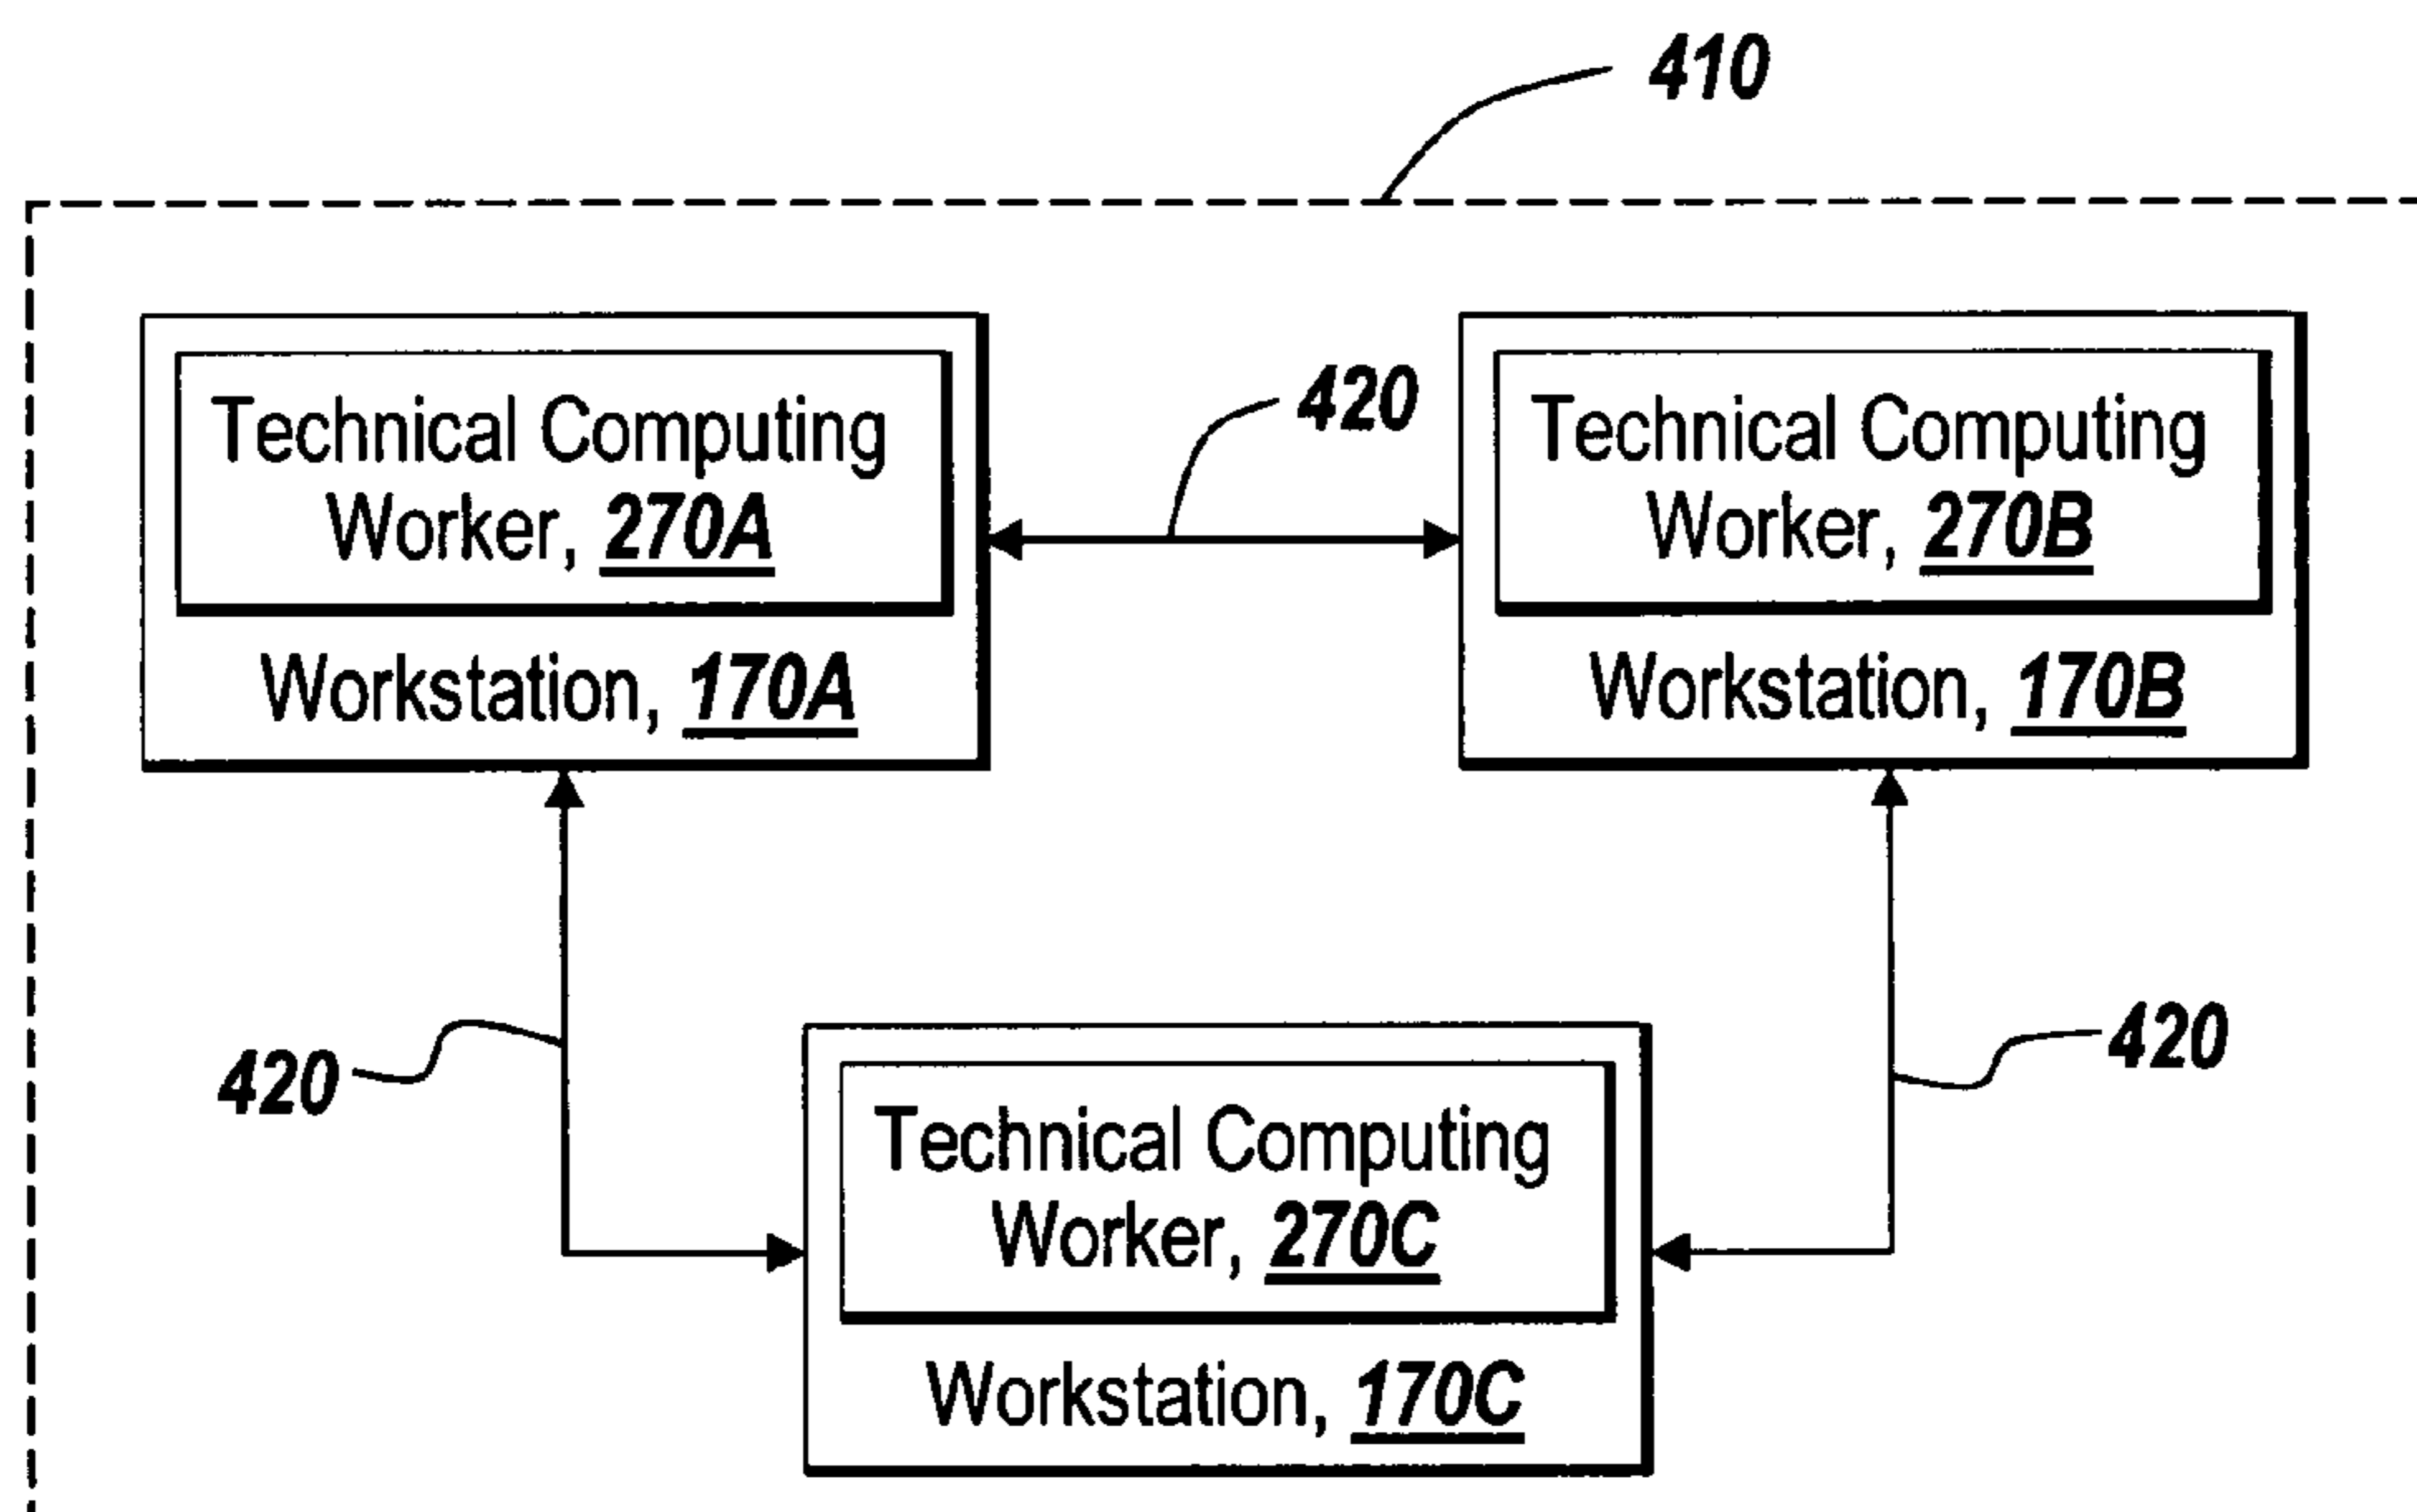 410
Technical Computing
Worker, 270A
Workstation, 170A
420
Technical Computing
Worker, 270B
Workstation, 170B
420
Technical Computing
Worker, 270C
Workstation, 170C
420